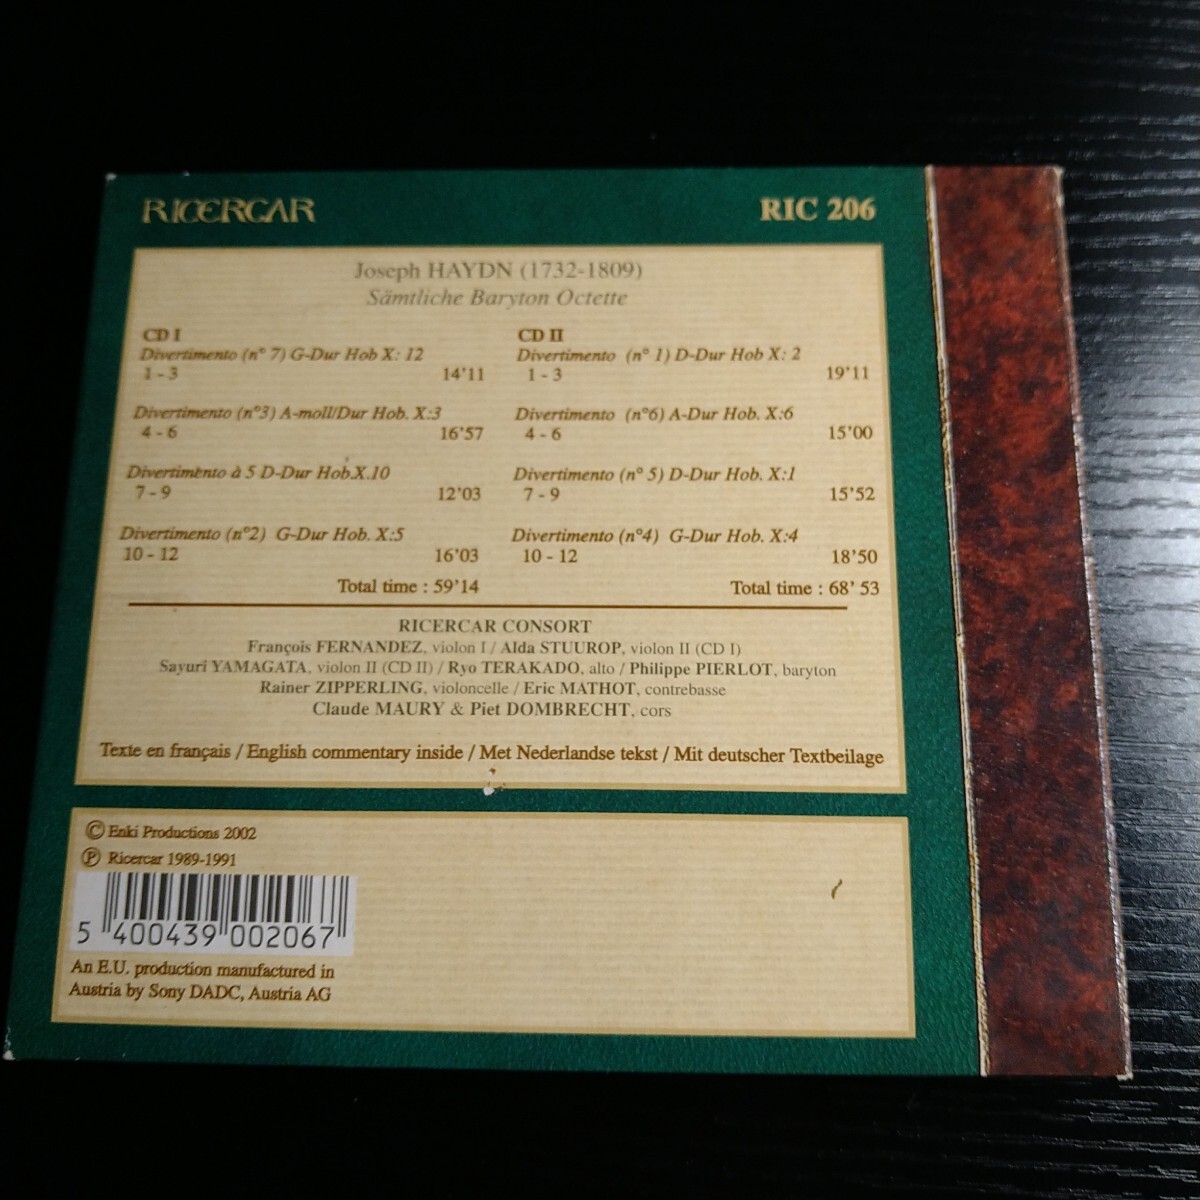 RICERCAR
RIC 206
Joseph HAYDN (1732-1809)
Sämtliche Baryton Octette
CD I
Divertimento (n° 7) G-Dur Hob X: 12
1 - 3 14'11
Divertimento (n°3) A-moll/Dur Hob. X:3
4 - 6 16'57
Divertimento à 5 D-Dur Hob.X.10
7 - 9 12'03
Divertimento (n°2) G-Dur Hob. X:5
10 - 12 16'03
Total time : 59'14
CD II
Divertimento (n° 1) D-Dur Hob X: 2
1 - 3 19'11
Divertimento (n°6) A-Dur Hob. X:6
4 - 6 15'00
Divertimento (n° 5) D-Dur Hob. X:1
7 - 9 15'52
Divertimento (n°4) G-Dur Hob. X:4
10 - 12 18'50
Total time : 68' 53
RICERCAR CONSORT
François FERNANDEZ, violon I / Alda STUUROP, violon II (CD I)
Sayuri YAMAGATA, violon II (CD II) / Ryo TERAKADO, alto / Philippe PIERLOT, baryton
Rainer ZIPPERLING, violoncelle / Eric MATHOT, contrebasse
Claude MAURY & Piet DOMBRECHT, cors
Texte en français / English commentary inside / Met Nederlandse tekst / Mit deutscher Textbeilage
© Enki Productions 2002
℗ Ricercar 1989-1991
5 400439 002067
An E.U. production manufactured in
Austria by Sony DADC, Austria AG